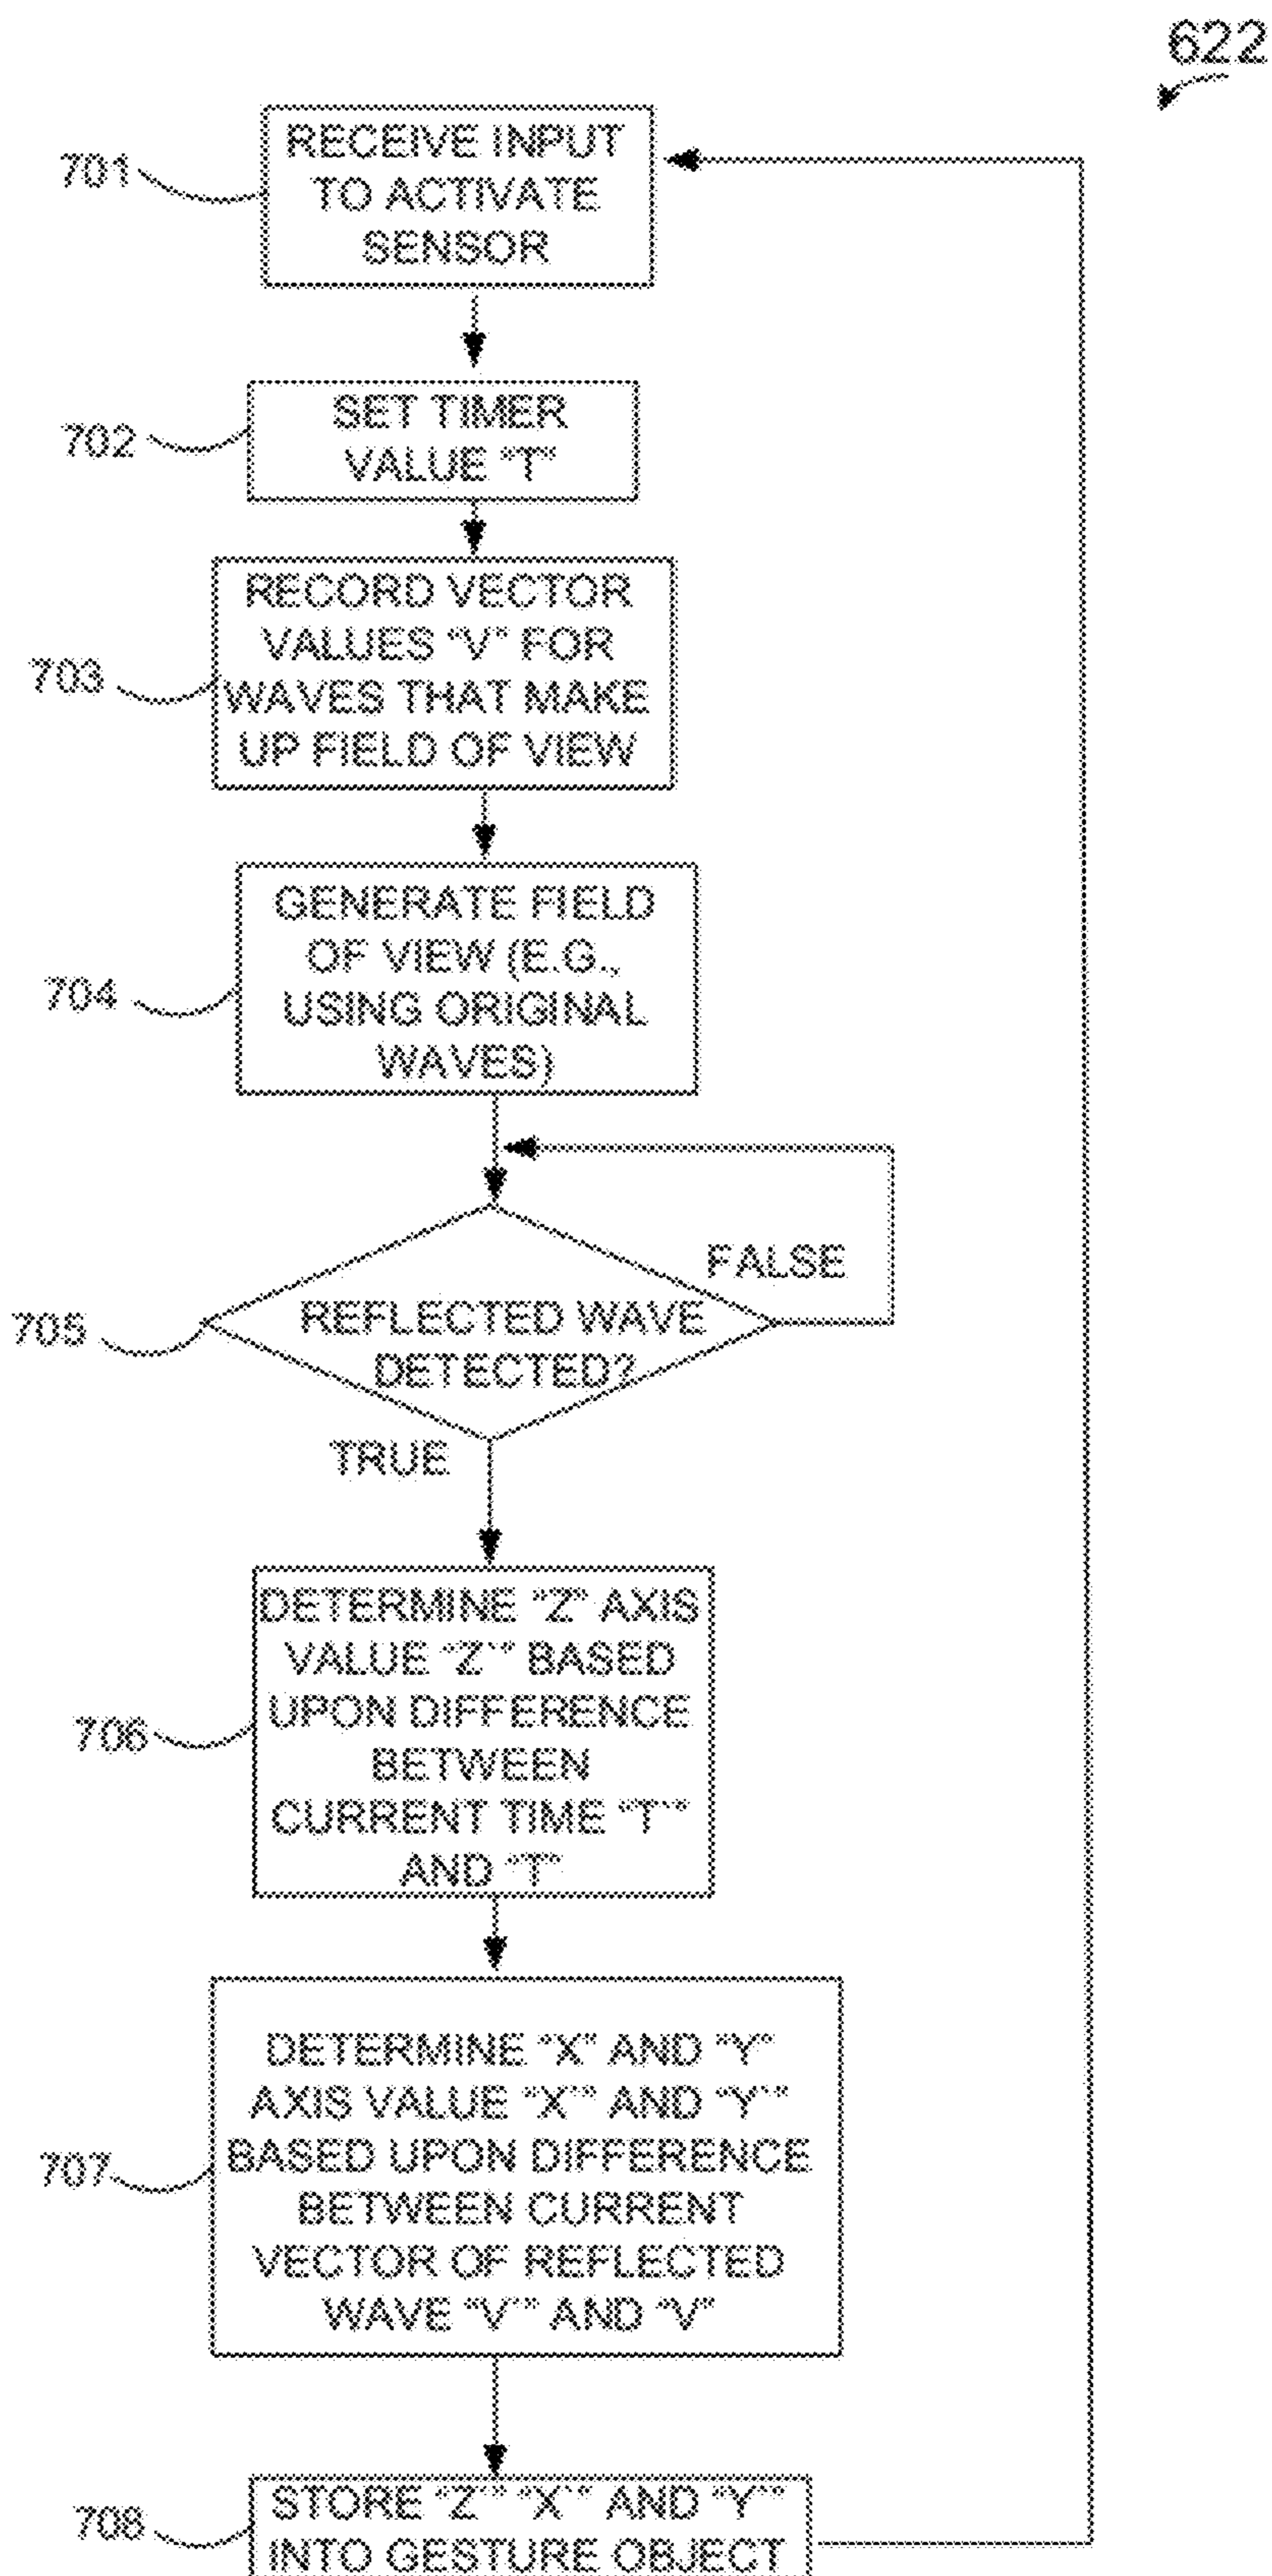 622
701
RECEIVE INPUT
TO ACTIVATE
SENSOR
702
SET TIMER
VALUE "T"
703
RECORD VECTOR
VALUES "V" FOR
WAVES THAT MAKE
UP FIELD OF VIEW
704
GENERATE FIELD
OF VIEW (E.G.,
USING ORIGINAL
WAVES)
705
REFLECTED WAVE
DETECTED?
FALSE
TRUE
706
DETERMINE "Z" AXIS
VALUE "Z`" BASED
UPON DIFFERENCE
BETWEEN
CURRENT TIME "T`"
AND "T"
707
DETERMINE "X" AND "Y"
AXIS VALUE "X`" AND "Y`"
BASED UPON DIFFERENCE
BETWEEN CURRENT
VECTOR OF REFLECTED
WAVE "V`" AND "V"
708
STORE "Z`" "X`" AND "Y`"
INTO GESTURE OBJECT